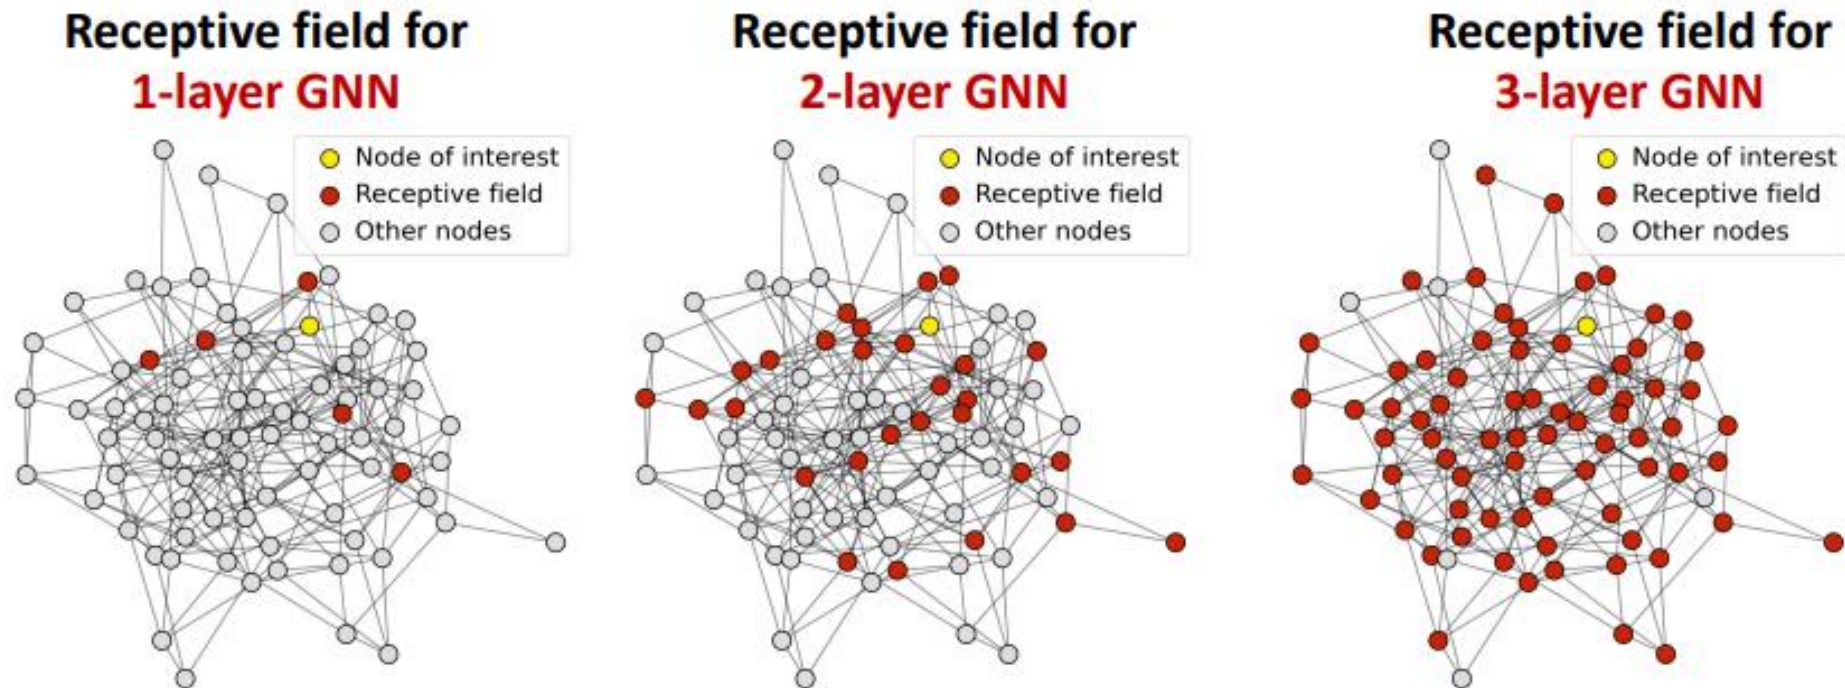 Receptive field for
1-layer GNN
Node of interest
Receptive field
Other nodes
Receptive field for
2-layer GNN
Node of interest
Receptive field
Other nodes
Receptive field for
3-layer GNN
Node of interest
Receptive field
Other nodes